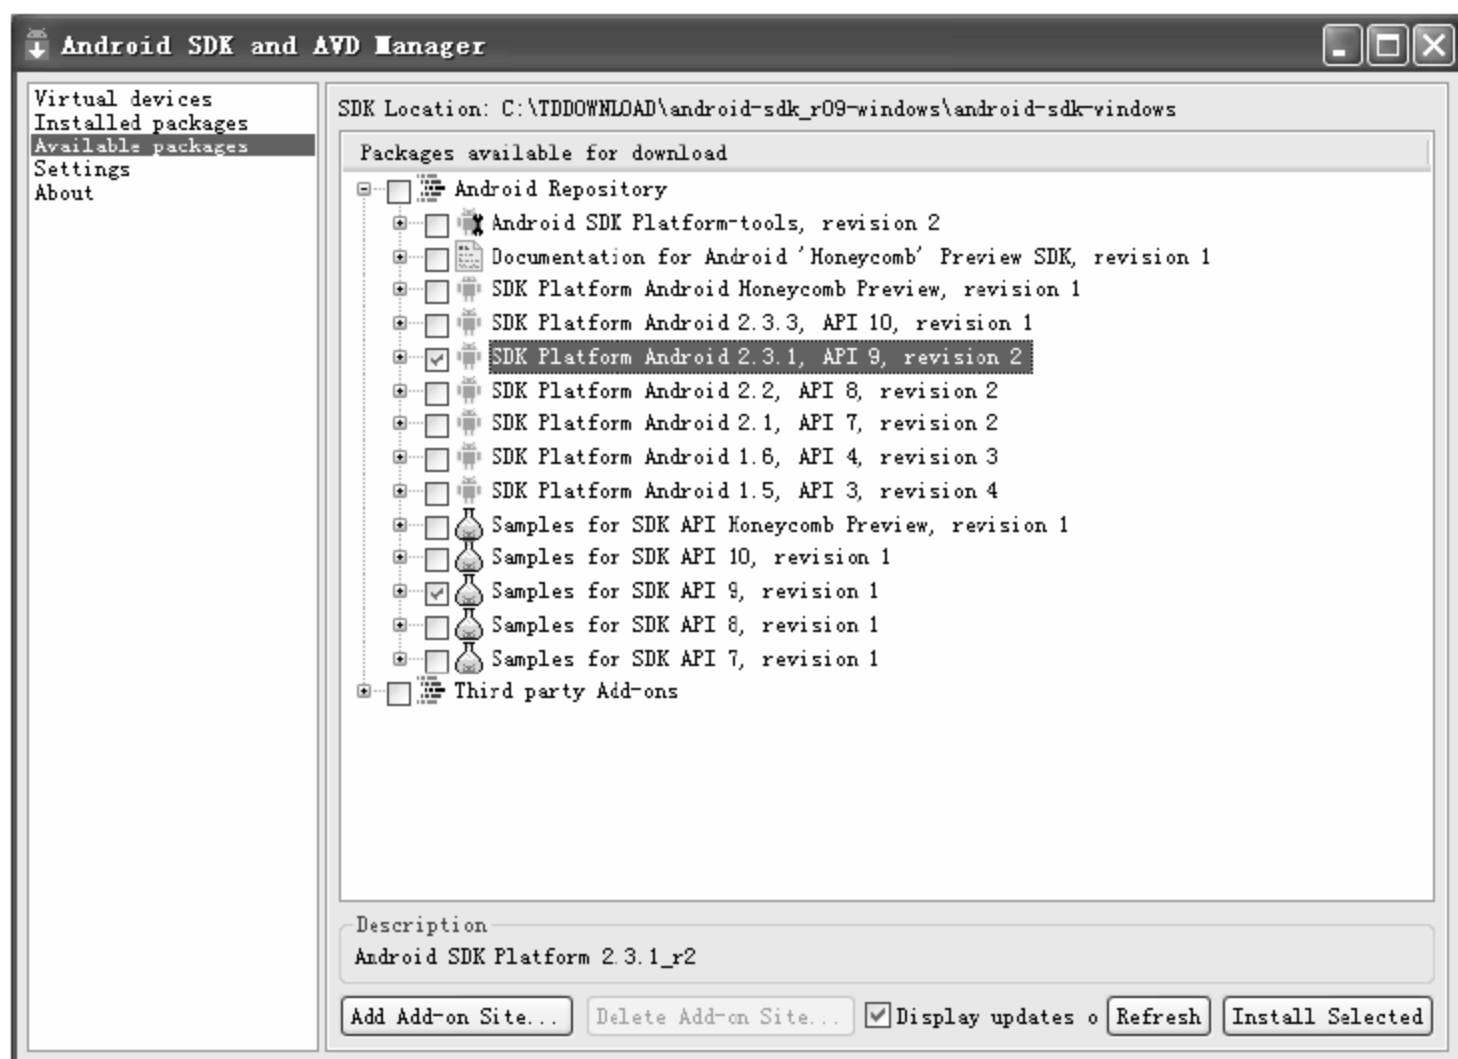 Android SDK and AVD Manager
Virtual devices
Installed packages
Available packages
Settings
About
SDK Location: C:\TDDOWNLOAD\android-sdk_r09-windows\android-sdk-windows
Packages available for download
Android Repository
Android SDK Platform-tools, revision 2
Documentation for Android 'Honeycomb' Preview SDK, revision 1
SDK Platform Android Honeycomb Preview, revision 1
SDK Platform Android 2.3.3, API 10, revision 1
SDK Platform Android 2.3.1, API 9, revision 2
SDK Platform Android 2.2, API 8, revision 2
SDK Platform Android 2.1, API 7, revision 2
SDK Platform Android 1.6, API 4, revision 3
SDK Platform Android 1.5, API 3, revision 4
Samples for SDK API Honeycomb Preview, revision 1
Samples for SDK API 10, revision 1
Samples for SDK API 9, revision 1
Samples for SDK API 8, revision 1
Samples for SDK API 7, revision 1
Third party Add-ons
Description
Android SDK Platform 2.3.1_r2
Add Add-on Site... Delete Add-on Site... Display updates o Refresh Install Selected